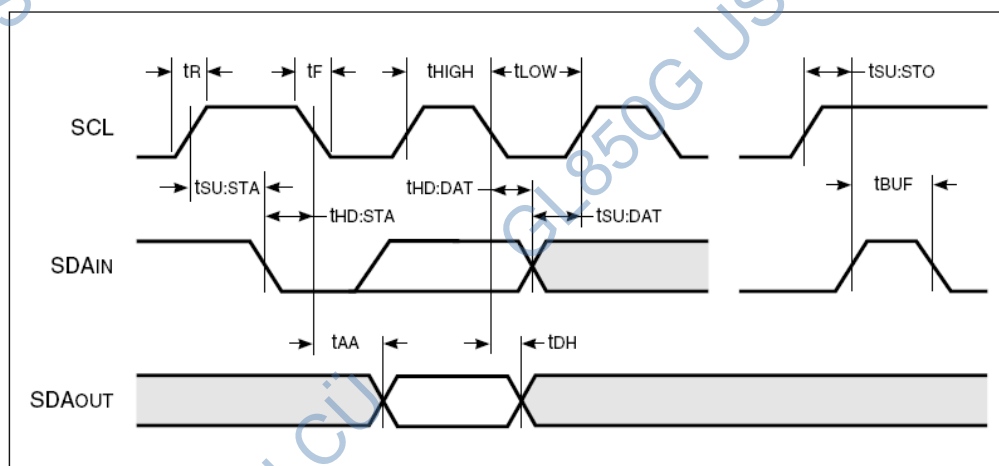 tR tF tHIGH tLOW tSU:STO
SCL
tSU:STA tHD:DAT tBUF
tHD:STA tSU:DAT
SDAIN
tAA tDH
SDAOUT
GL850G US
CÜ